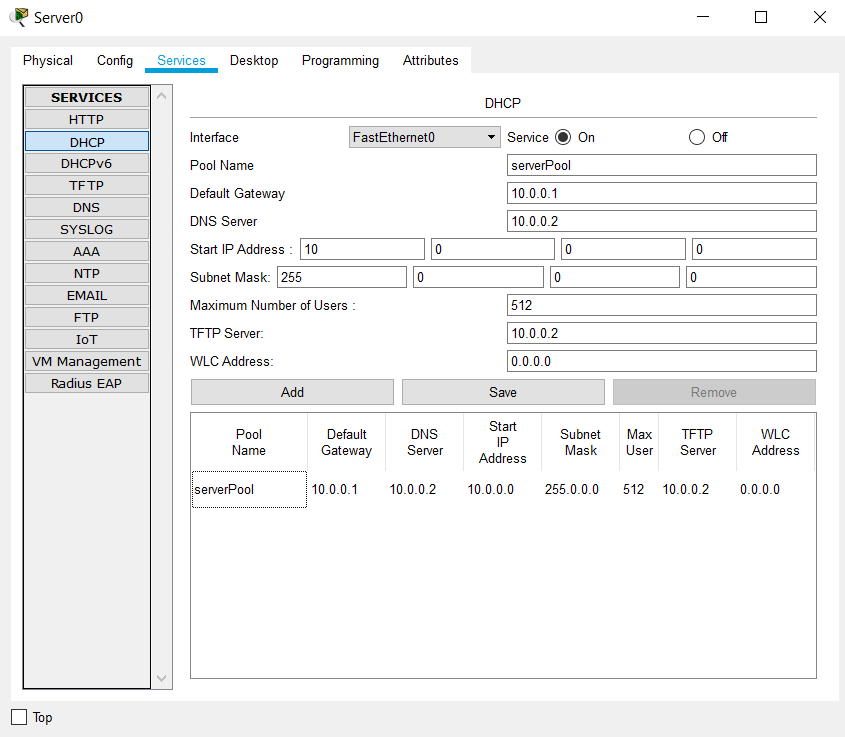 Server0
Physical Config Services Desktop Programming Attributes
SERVICES
HTTP
DHCP
DHCPv6
TFTP
DNS
SYSLOG
AAA
NTP
EMAIL
FTP
IoT
VM Management
Radius EAP
DHCP
Interface FastEthernet0 Service On Off
Pool Name serverPool
Default Gateway 10.0.0.1
DNS Server 10.0.0.2
Start IP Address : 10 0 0 0
Subnet Mask: 255 0 0 0
Maximum Number of Users : 512
TFTP Server: 10.0.0.2
WLC Address: 0.0.0.0
Add Save Remove
Pool Name Default Gateway DNS Server Start IP Address Subnet Mask Max User TFTP Server WLC Address
serverPool 10.0.0.1 10.0.0.2 10.0.0.0 255.0.0.0 512 10.0.0.2 0.0.0.0
Top